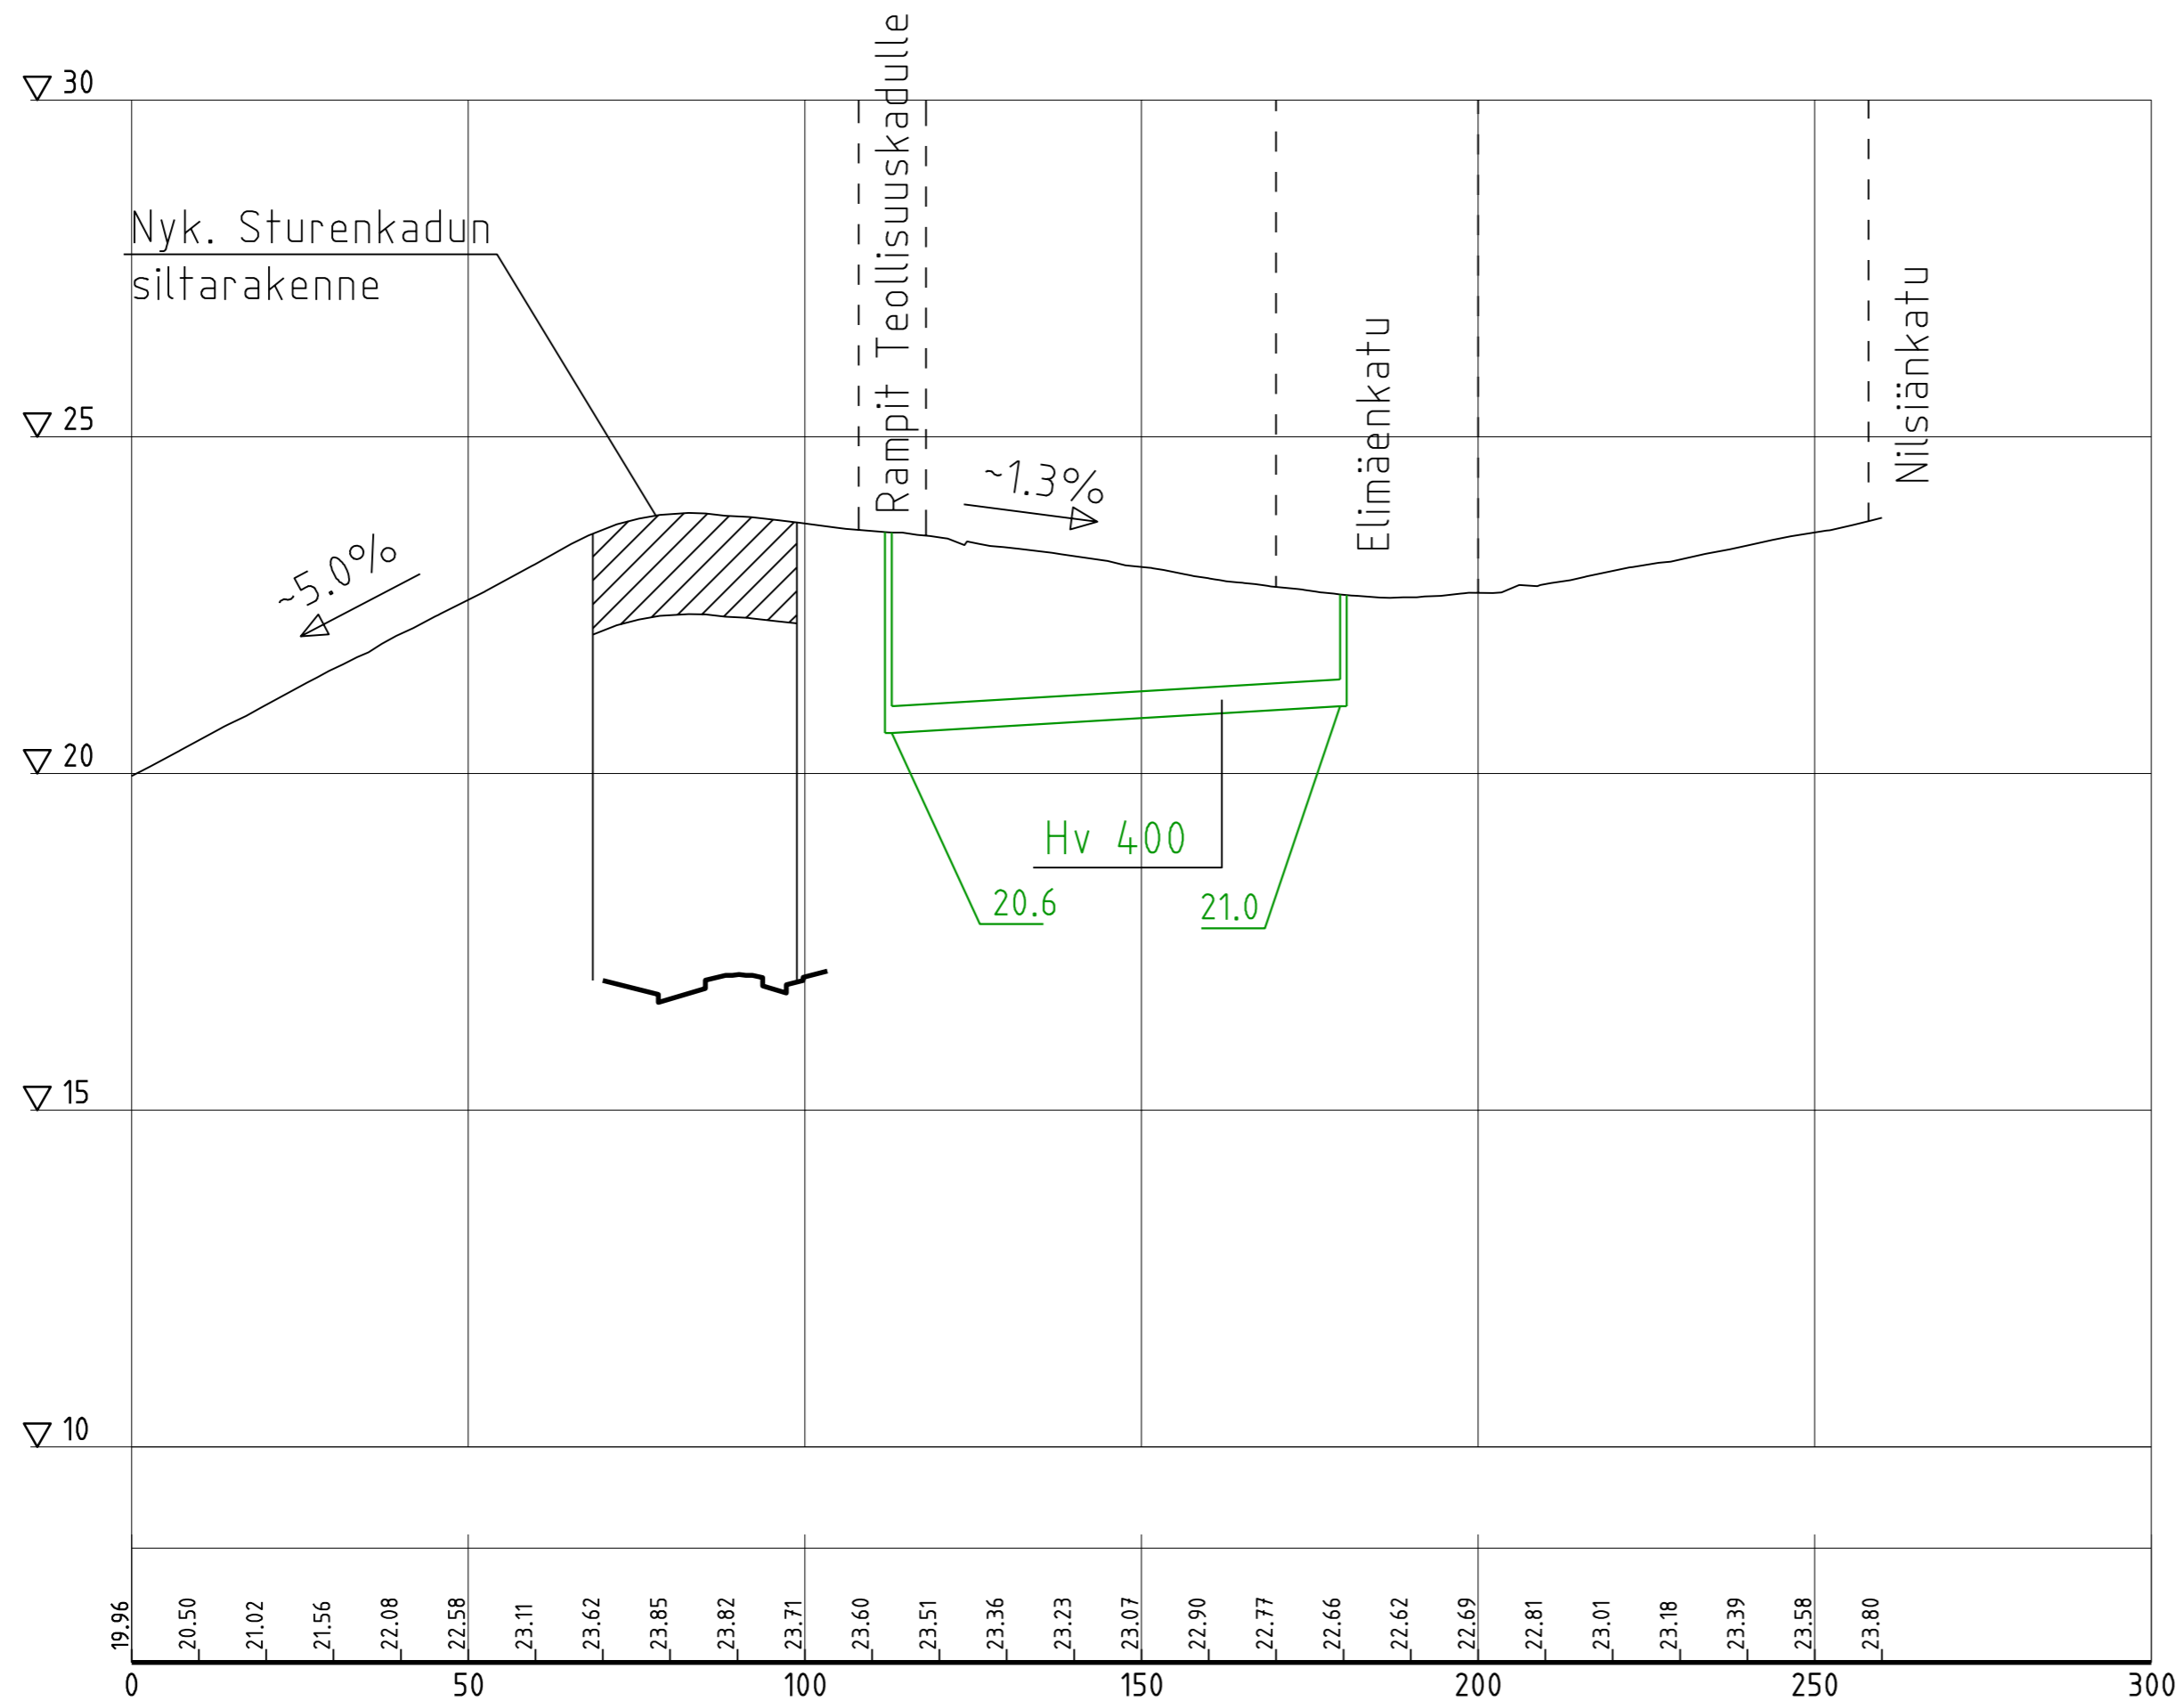 30
Rampit Teollisuuskadulle
Nyk. Sturenkadun
siltarakenne
Elimäenkatu
Nilsiänkatu
25
~1.3%
~5.0%
20
Hv 400
20.6
21.0
15
10
19.96 20.50 21.02 21.56 22.08 22.58 23.11 23.62 23.85 23.82 23.71 23.60 23.51 23.36 23.23 23.07 22.90 22.77 22.66 22.62 22.69 22.81 23.01 23.18 23.39 23.58 23.80
0 50 100 150 200 250 300